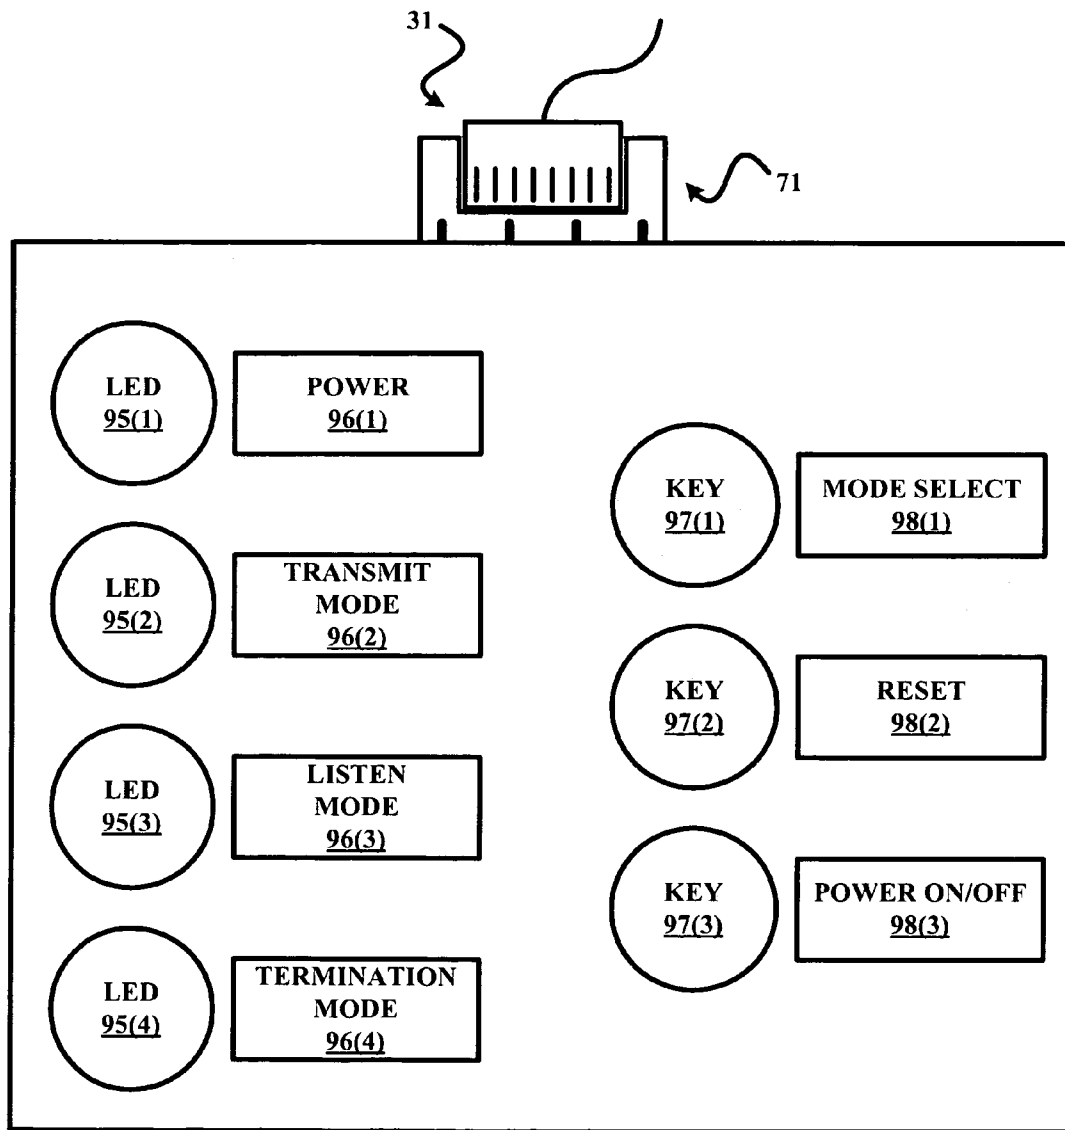 31
71
LED
95(1)
POWER
96(1)
LED
95(2)
TRANSMIT
MODE
96(2)
LED
95(3)
LISTEN
MODE
96(3)
LED
95(4)
TERMINATION
MODE
96(4)
KEY
97(1)
MODE SELECT
98(1)
KEY
97(2)
RESET
98(2)
KEY
97(3)
POWER ON/OFF
98(3)